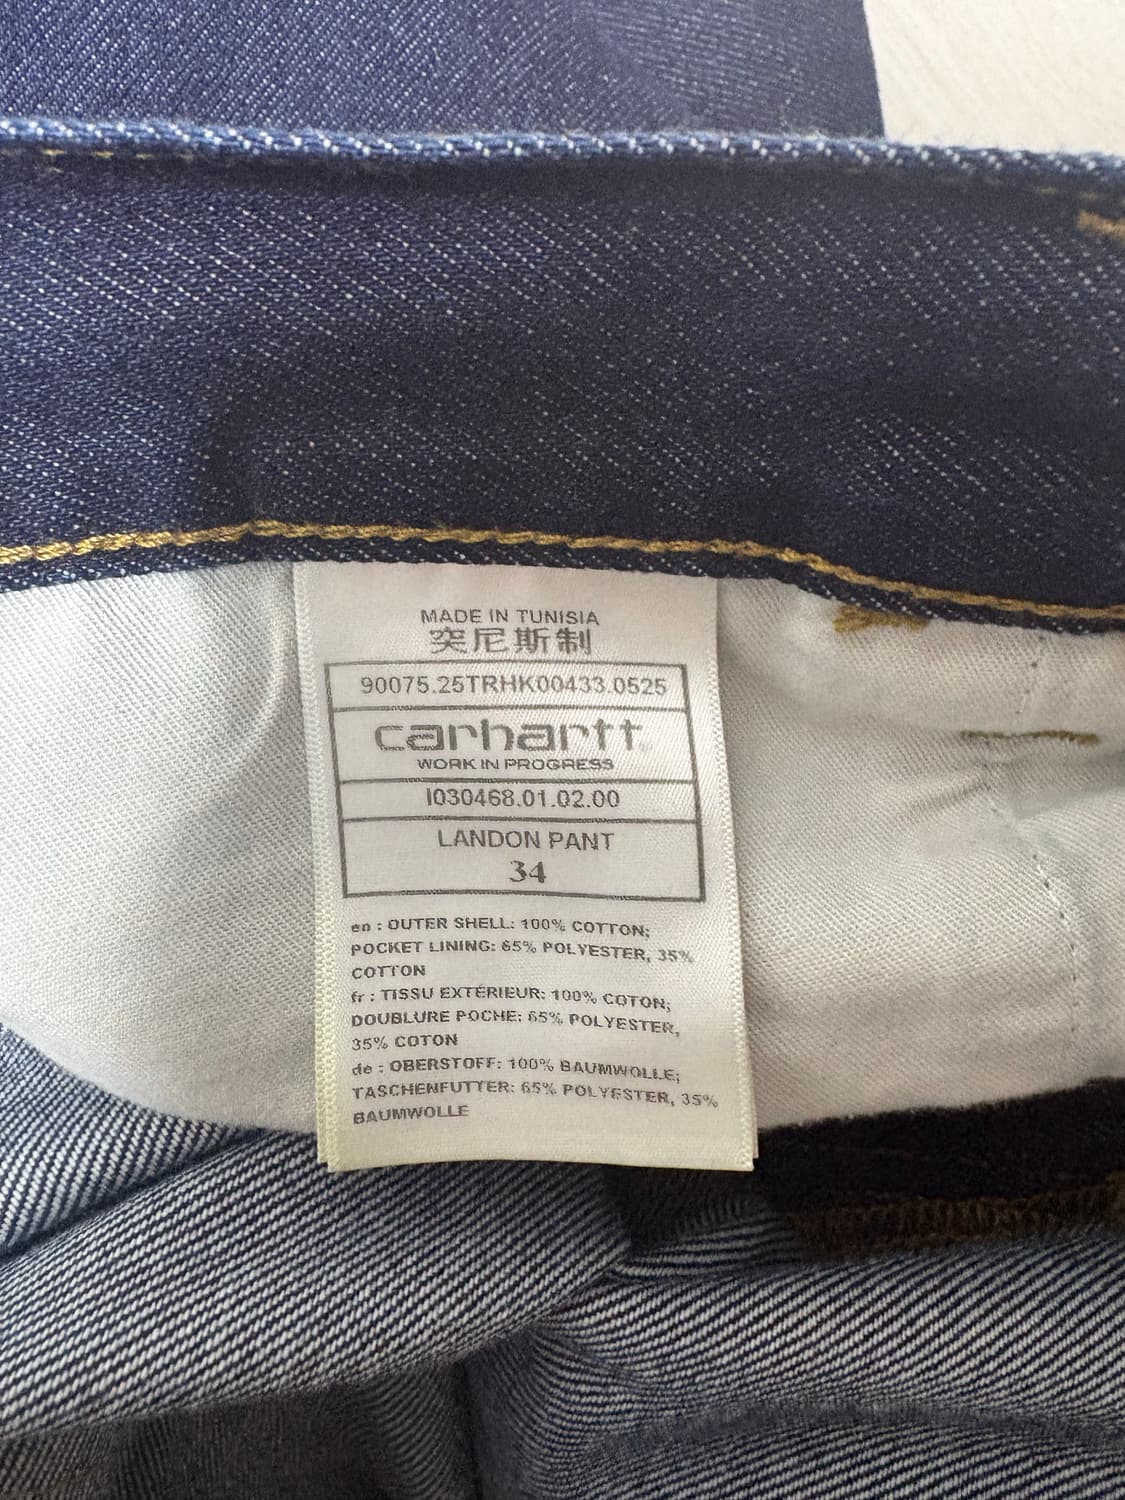 MADE IN TUNISIA
突尼斯制
90075.25TRHK00433.0525
carhartt®
WORK IN PROGRESS
I030468.01.02.00
LANDON PANT
34
en : OUTER SHELL: 100% COTTON;
POCKET LINING: 65% POLYESTER, 35%
COTTON
fr : TISSU EXTÉRIEUR: 100% COTON;
DOUBLURE POCHE: 65% POLYESTER,
35% COTON
de : OBERSTOFF: 100% BAUMWOLLE;
TASCHENFUTTER: 65% POLYESTER, 35%
BAUMWOLLE